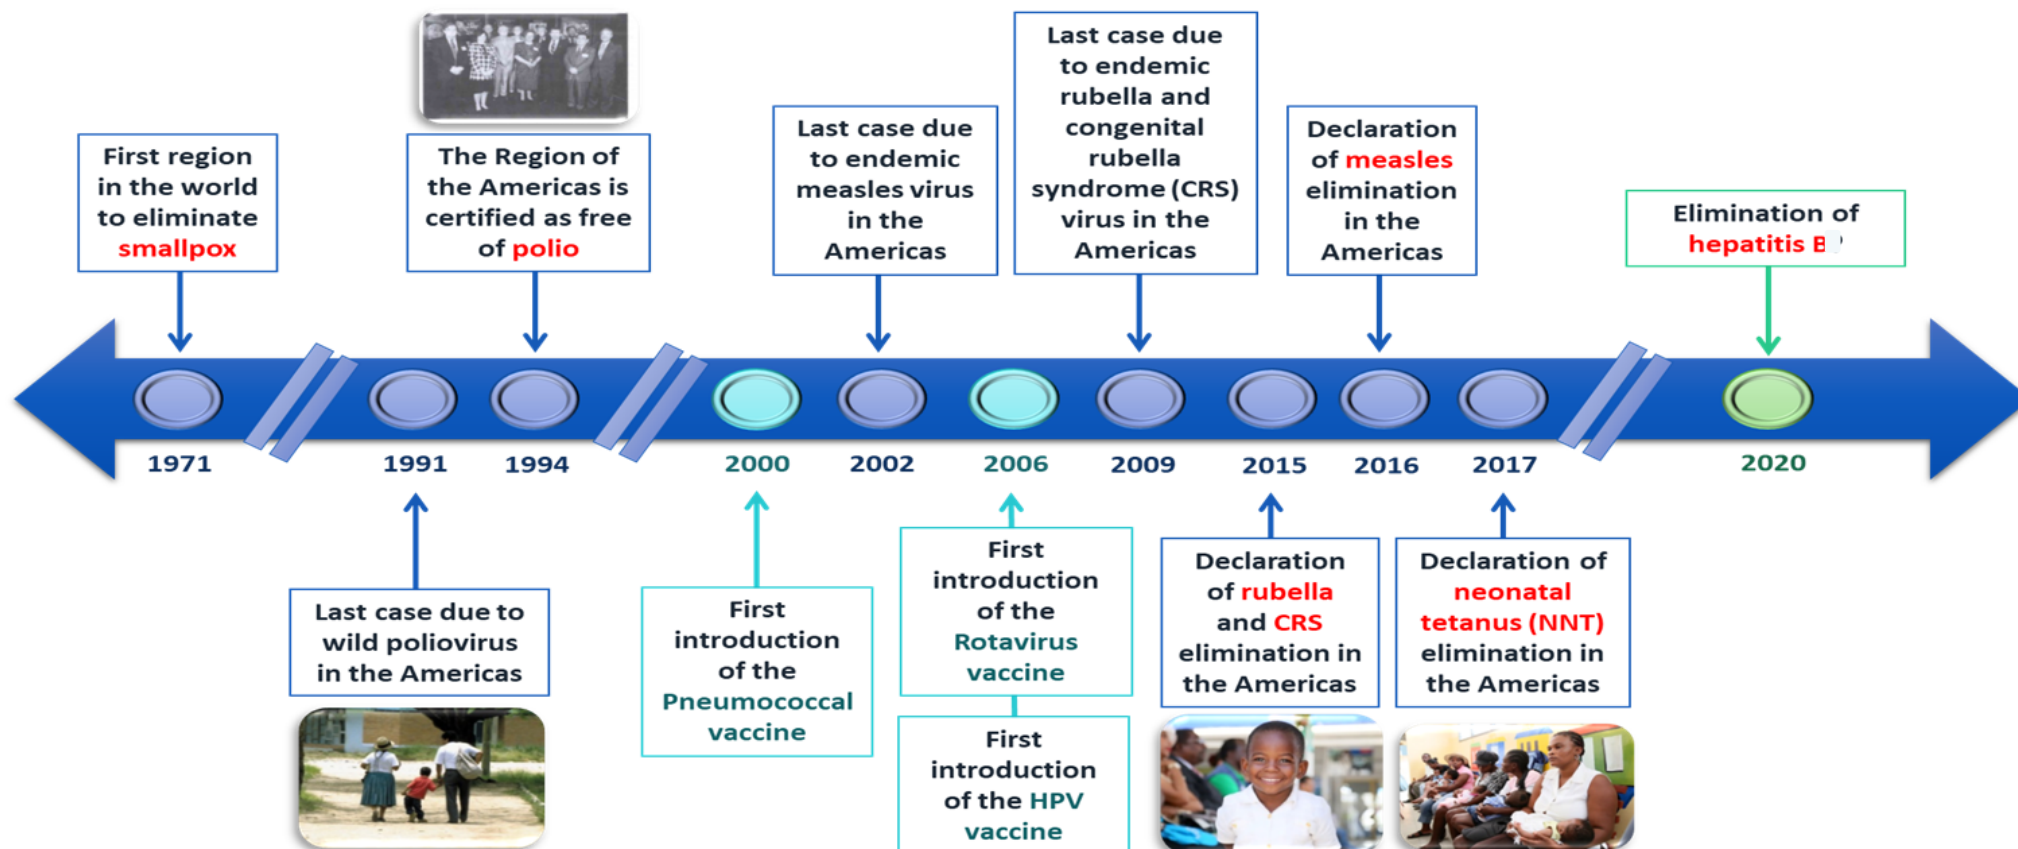 First region
in the world
to eliminate
smallpox
The Region of
the Americas is
certified as free
of polio
Last case due
to endemic
measles virus
in the
Americas
Last case due
to endemic
rubella and
congenital
rubella
syndrome (CRS)
virus in the
Americas
Declaration
of measles
elimination
in the
Americas
Elimination of
hepatitis B
1971
1991
1994
2000
2002
2006
2009
2015
2016
2017
2020
Last case due to
wild poliovirus
in the Americas
First
introduction
of the
Pneumococcal
vaccine
First
introduction
of the
Rotavirus
vaccine
First
introduction
of the HPV
vaccine
Declaration
of rubella
and CRS
elimination in
the Americas
Declaration of
neonatal
tetanus (NNT)
elimination in
the Americas